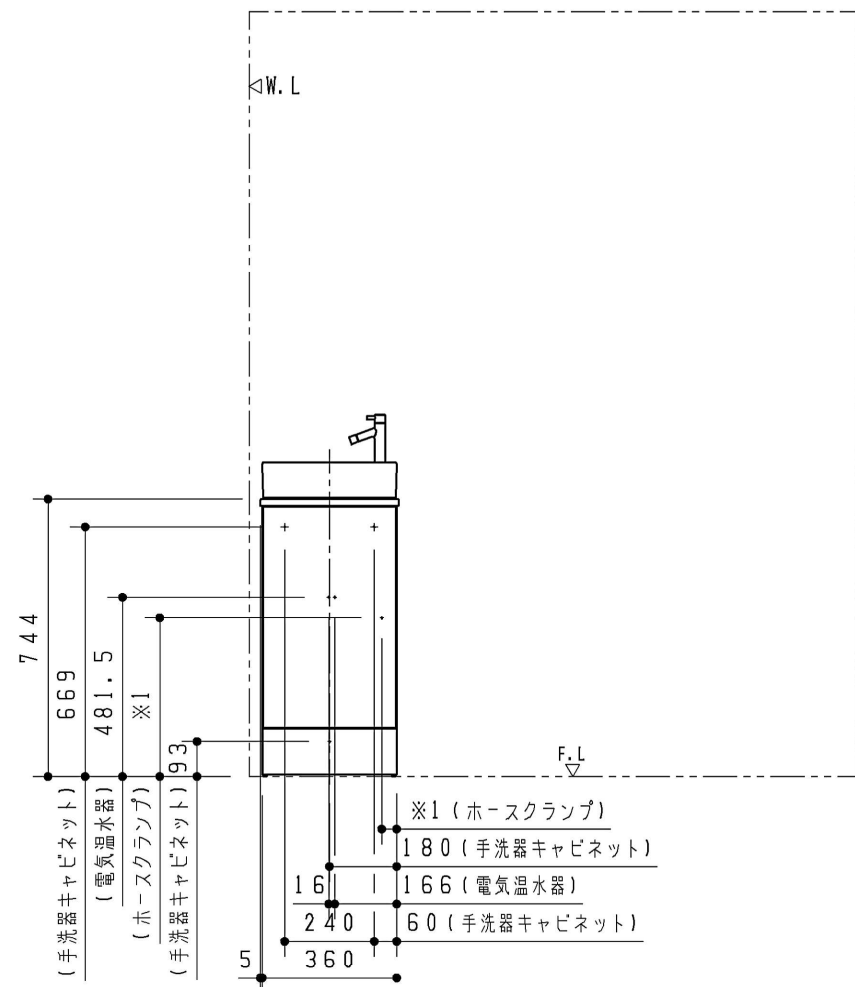 W.L
F.L
744
669
(手洗器キャビネット)
481.5
(電気温水器)
※1
(ホースクランプ)
93
(手洗器キャビネット)
※1(ホースクランプ)
180(手洗器キャビネット)
16 166(電気温水器)
240 60(手洗器キャビネット)
5 360